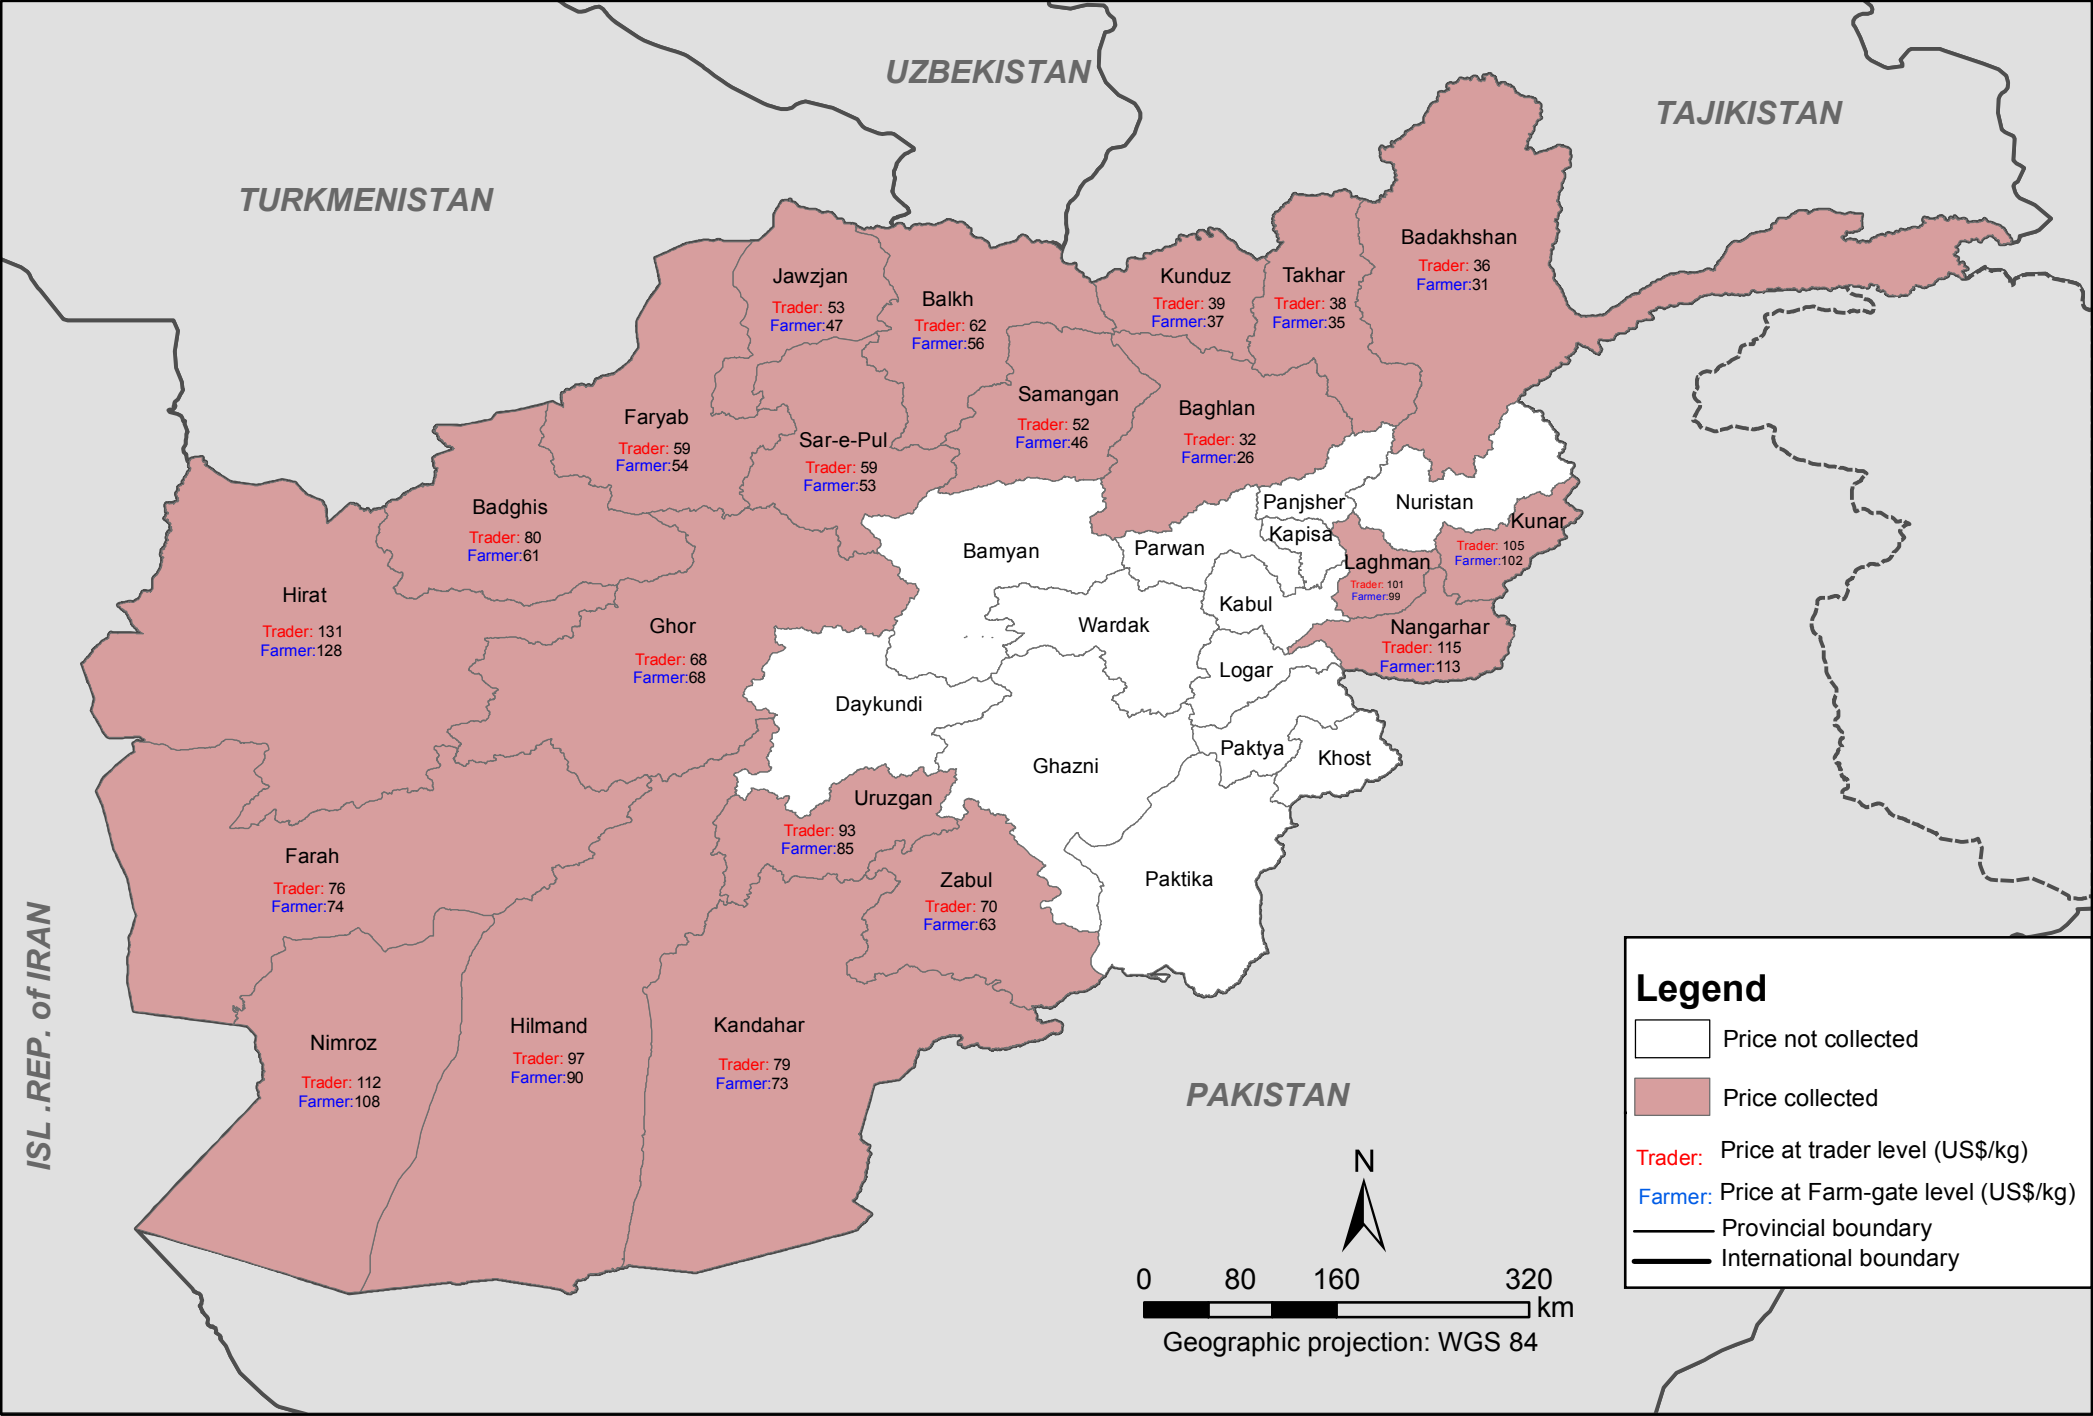 UZBEKISTAN
TAJIKISTAN
TURKMENISTAN
Badakhshan
Trader: 36
Farmer:31
Jawzjan
Trader: 53
Farmer:47
Balkh
Trader: 62
Farmer:56
Kunduz
Trader: 39
Farmer:37
Takhar
Trader: 38
Farmer:35
Samangan
Trader: 52
Farmer:46
Baghlan
Trader: 32
Farmer:26
Faryab
Trader: 59
Farmer:54
Sar-e-Pul
Trader: 59
Farmer:53
Badghis
Trader: 80
Farmer:61
Panjsher
Nuristan
Kunar
Trader: 105
Farmer:102
Kapisa
Parwan
Bamyan
Laghman
Trader: 101
Farmer:99
Hirat
Trader: 131
Farmer:128
Ghor
Trader: 68
Farmer:68
Kabul
Wardak
Nangarhar
Trader: 115
Farmer:113
Logar
Daykundi
Paktya
Khost
Ghazni
Uruzgan
Trader: 93
Farmer:85
Farah
Trader: 76
Farmer:74
Zabul
Trader: 70
Farmer:63
Paktika
ISL .REP. of IRAN
Nimroz
Trader: 112
Farmer:108
Hilmand
Trader: 97
Farmer:90
Kandahar
Trader: 79
Farmer:73
PAKISTAN
Legend
Price not collected
Price collected
Trader: Price at trader level (US$/kg)
Farmer: Price at Farm-gate level (US$/kg)
Provincial boundary
International boundary
N
0 80 160 320
km
Geographic projection: WGS 84